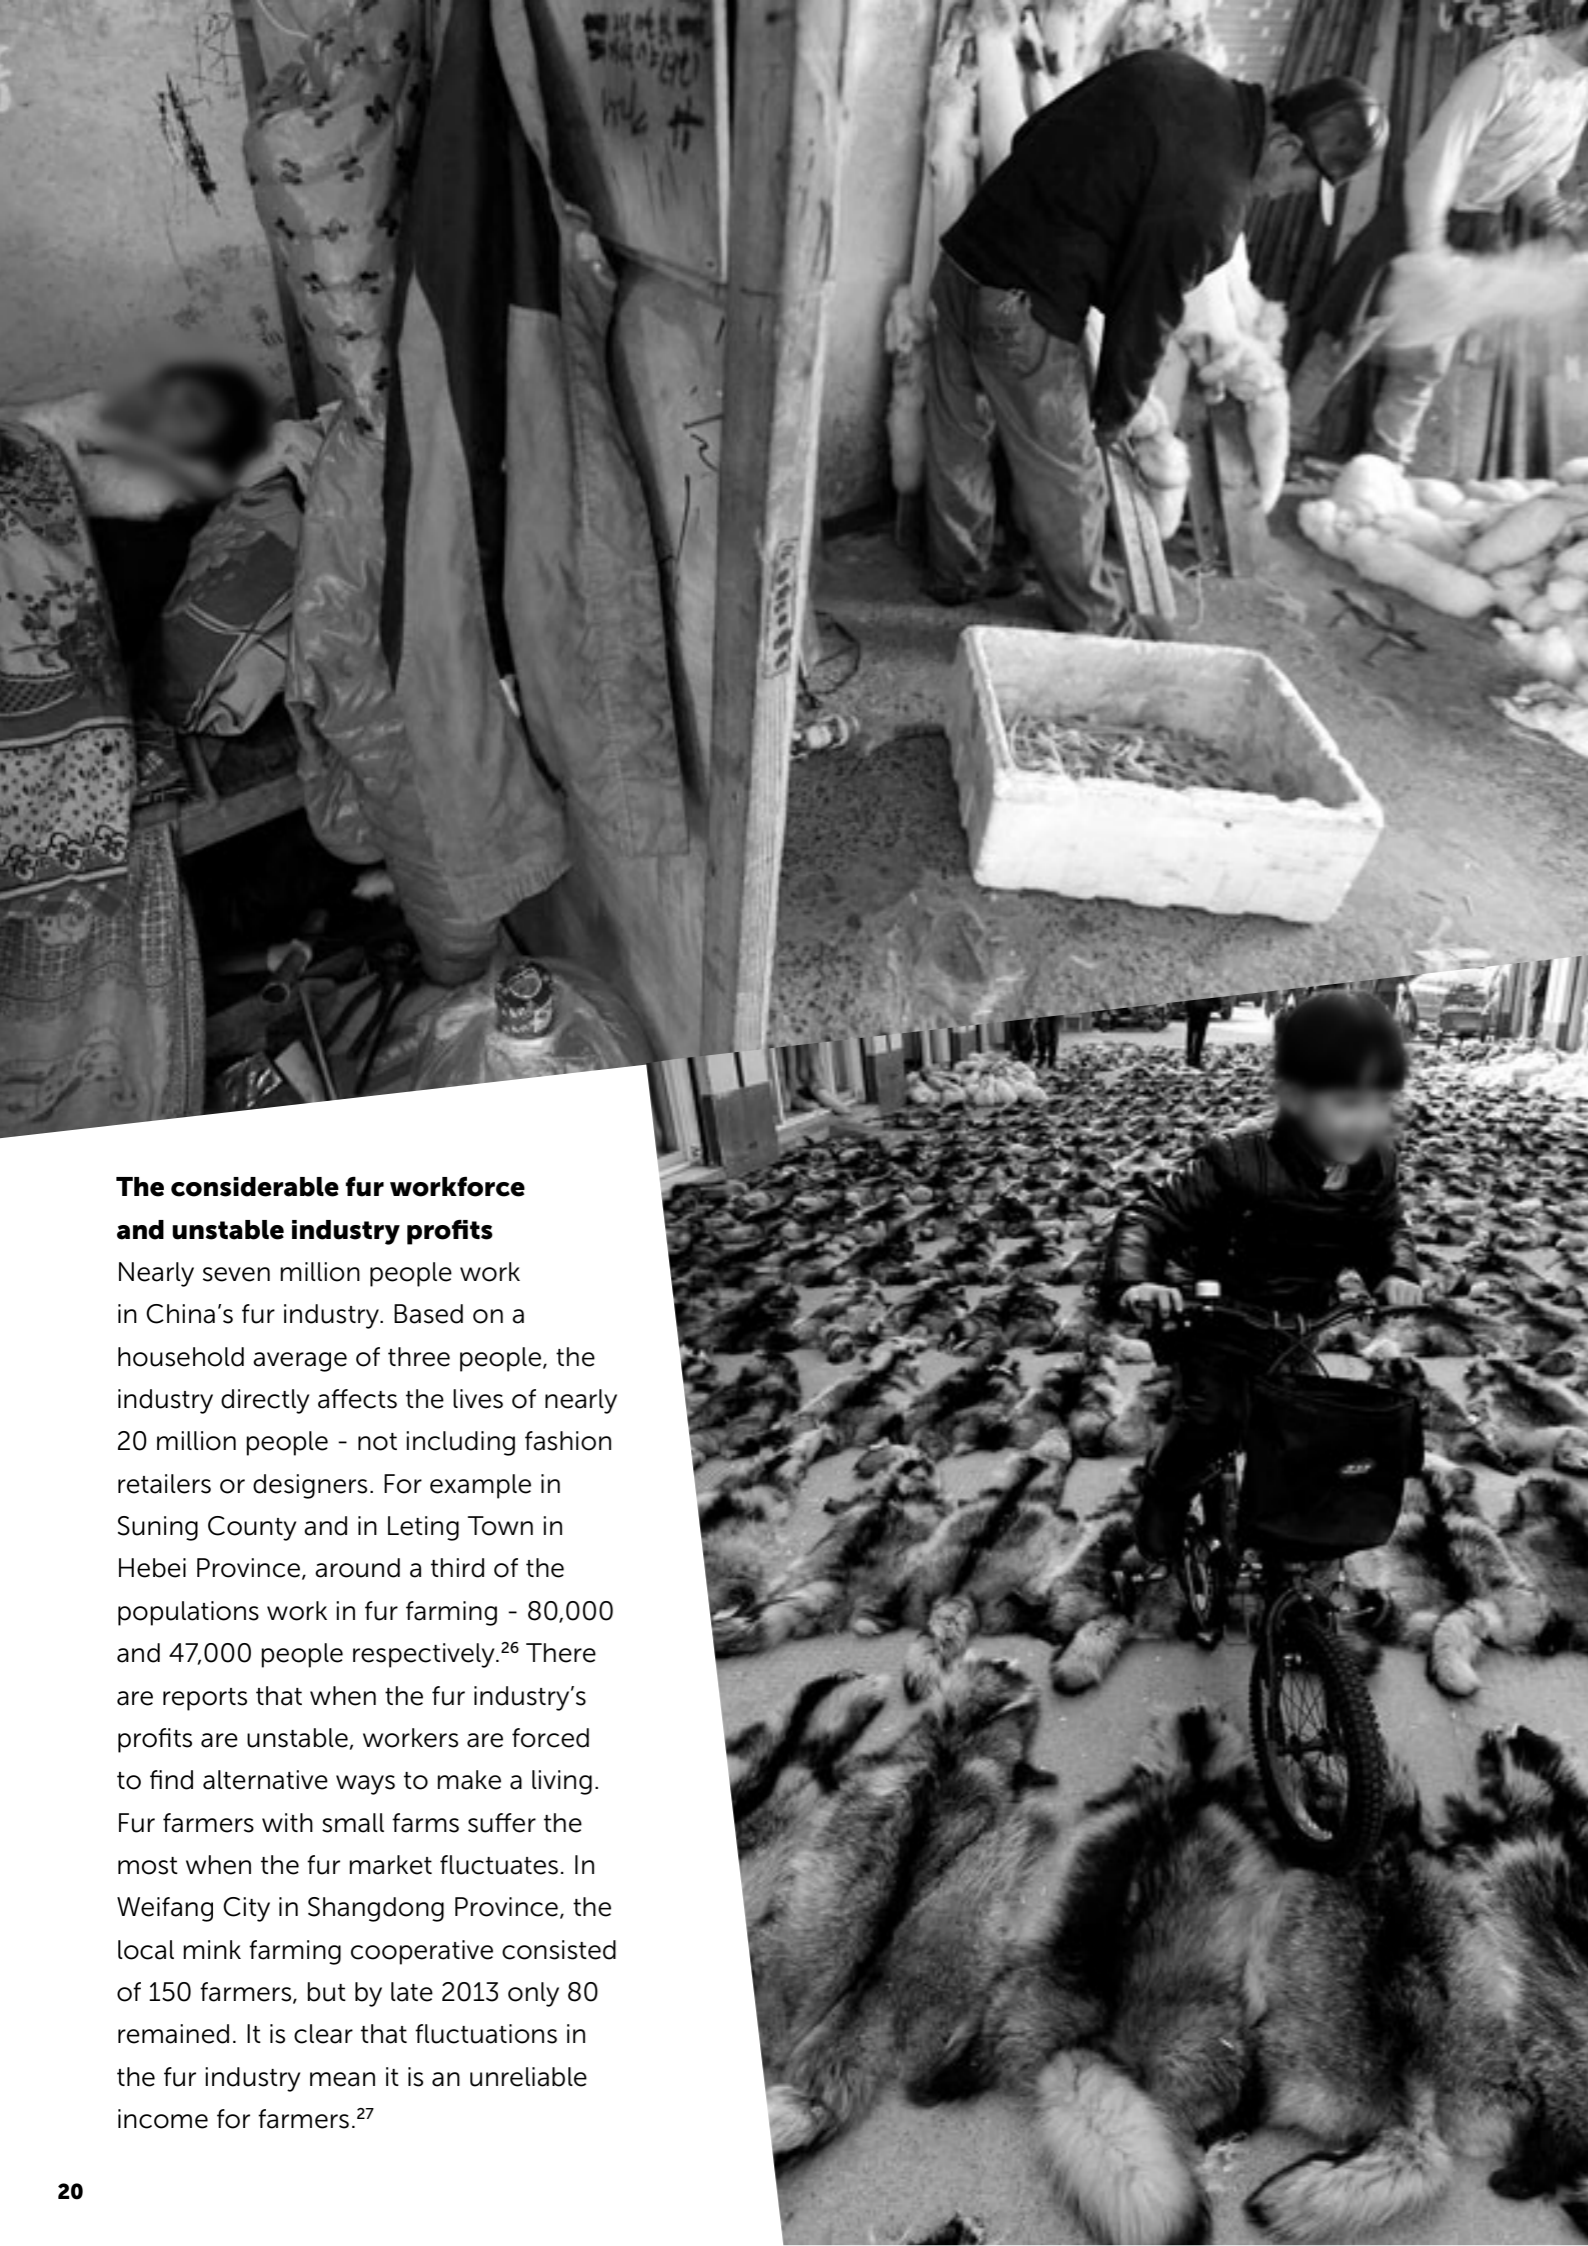 The considerable fur workforce
and unstable industry profits
Nearly seven million people work
in China’s fur industry. Based on a
household average of three people, the
industry directly affects the lives of nearly
20 million people - not including fashion
retailers or designers. For example in
Suning County and in Leting Town in
Hebei Province, around a third of the
populations work in fur farming - 80,000
and 47,000 people respectively.²⁶ There
are reports that when the fur industry’s
profits are unstable, workers are forced
to find alternative ways to make a living.
Fur farmers with small farms suffer the
most when the fur market fluctuates. In
Weifang City in Shangdong Province, the
local mink farming cooperative consisted
of 150 farmers, but by late 2013 only 80
remained. It is clear that fluctuations in
the fur industry mean it is an unreliable
income for farmers.²⁷
20